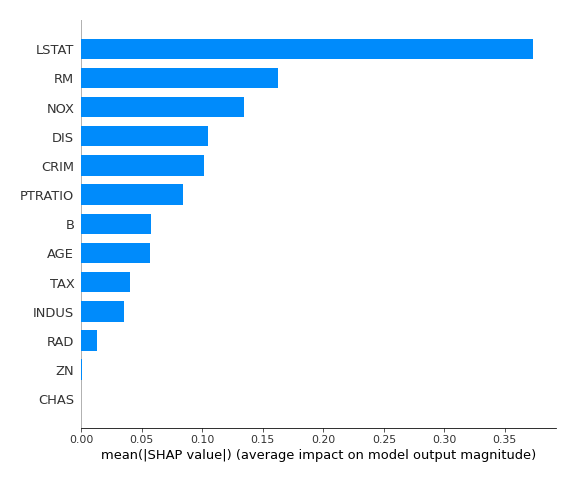 LSTAT
RM
NOX
DIS
CRIM
PTRATIO
B
AGE
TAX
INDUS
RAD
ZN
CHAS
0.00 0.05 0.10 0.15 0.20 0.25 0.30 0.35
mean(|SHAP value|) (average impact on model output magnitude)